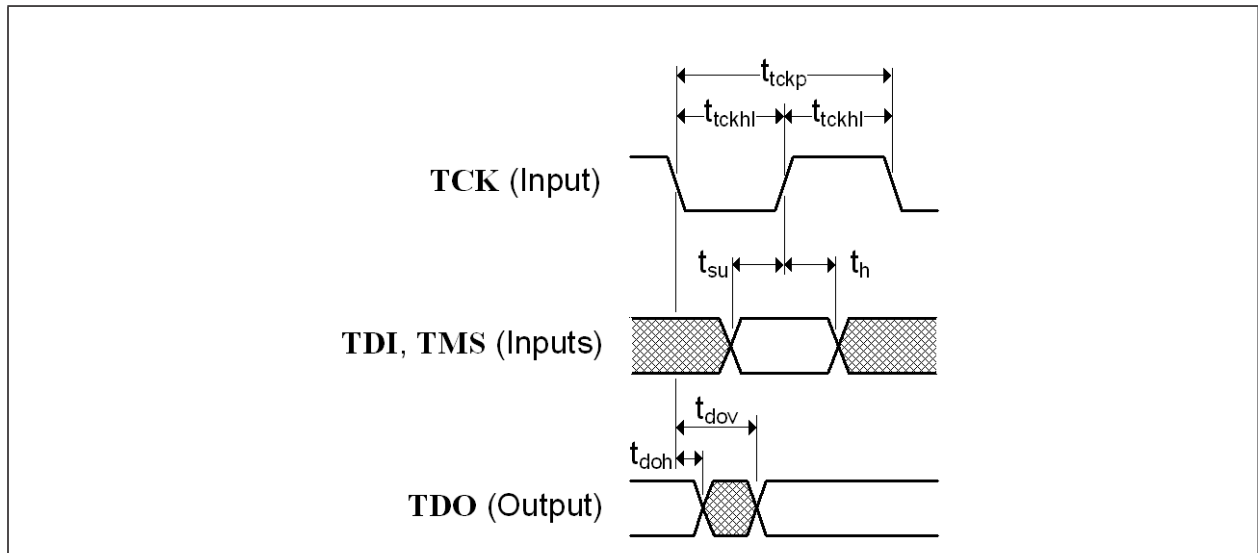 t_tckp
t_tckhl t_tckhl
TCK (Input)
t_su t_h
TDI, TMS (Inputs)
t_dov
t_doh
TDO (Output)